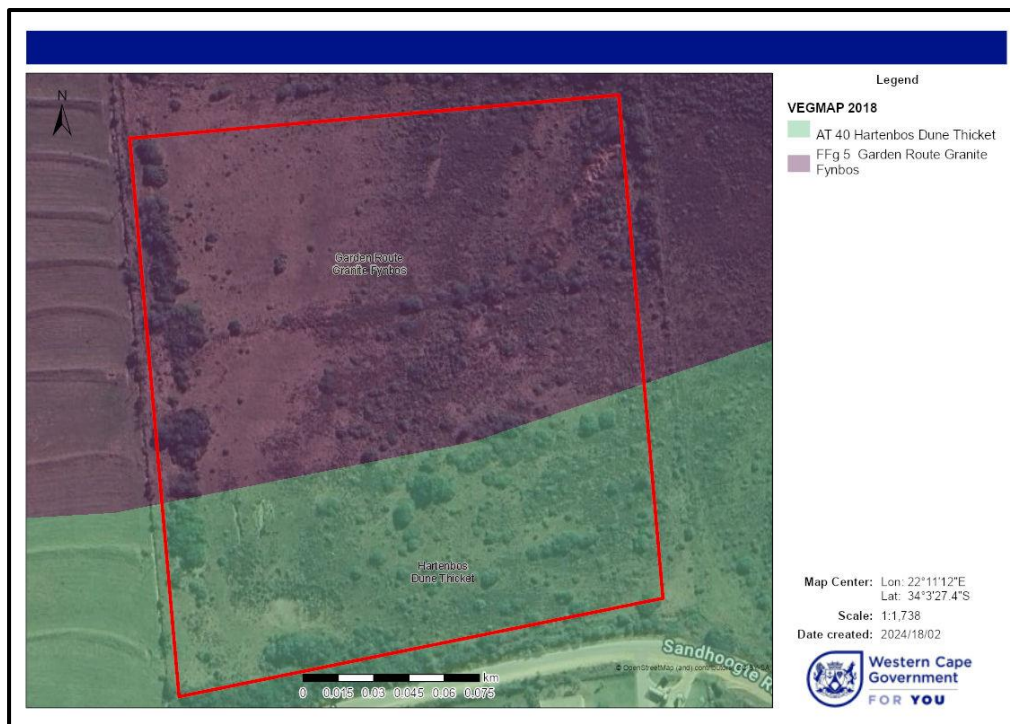 N
Garden Route
Granite Fynbos
Hartenbos
Dune Thicket
Sandhoogte R
km
0 0.015 0.03 0.045 0.06 0.075
Legend
VEGMAP 2018
AT 40 Hartenbos Dune Thicket
FFg 5 Garden Route Granite
Fynbos
Map Center: Lon: 22°11'12"E
Lat: 34°3'27.4"S
Scale: 1:1,738
Date created: 2024/18/02
Western Cape
Government
FOR YOU